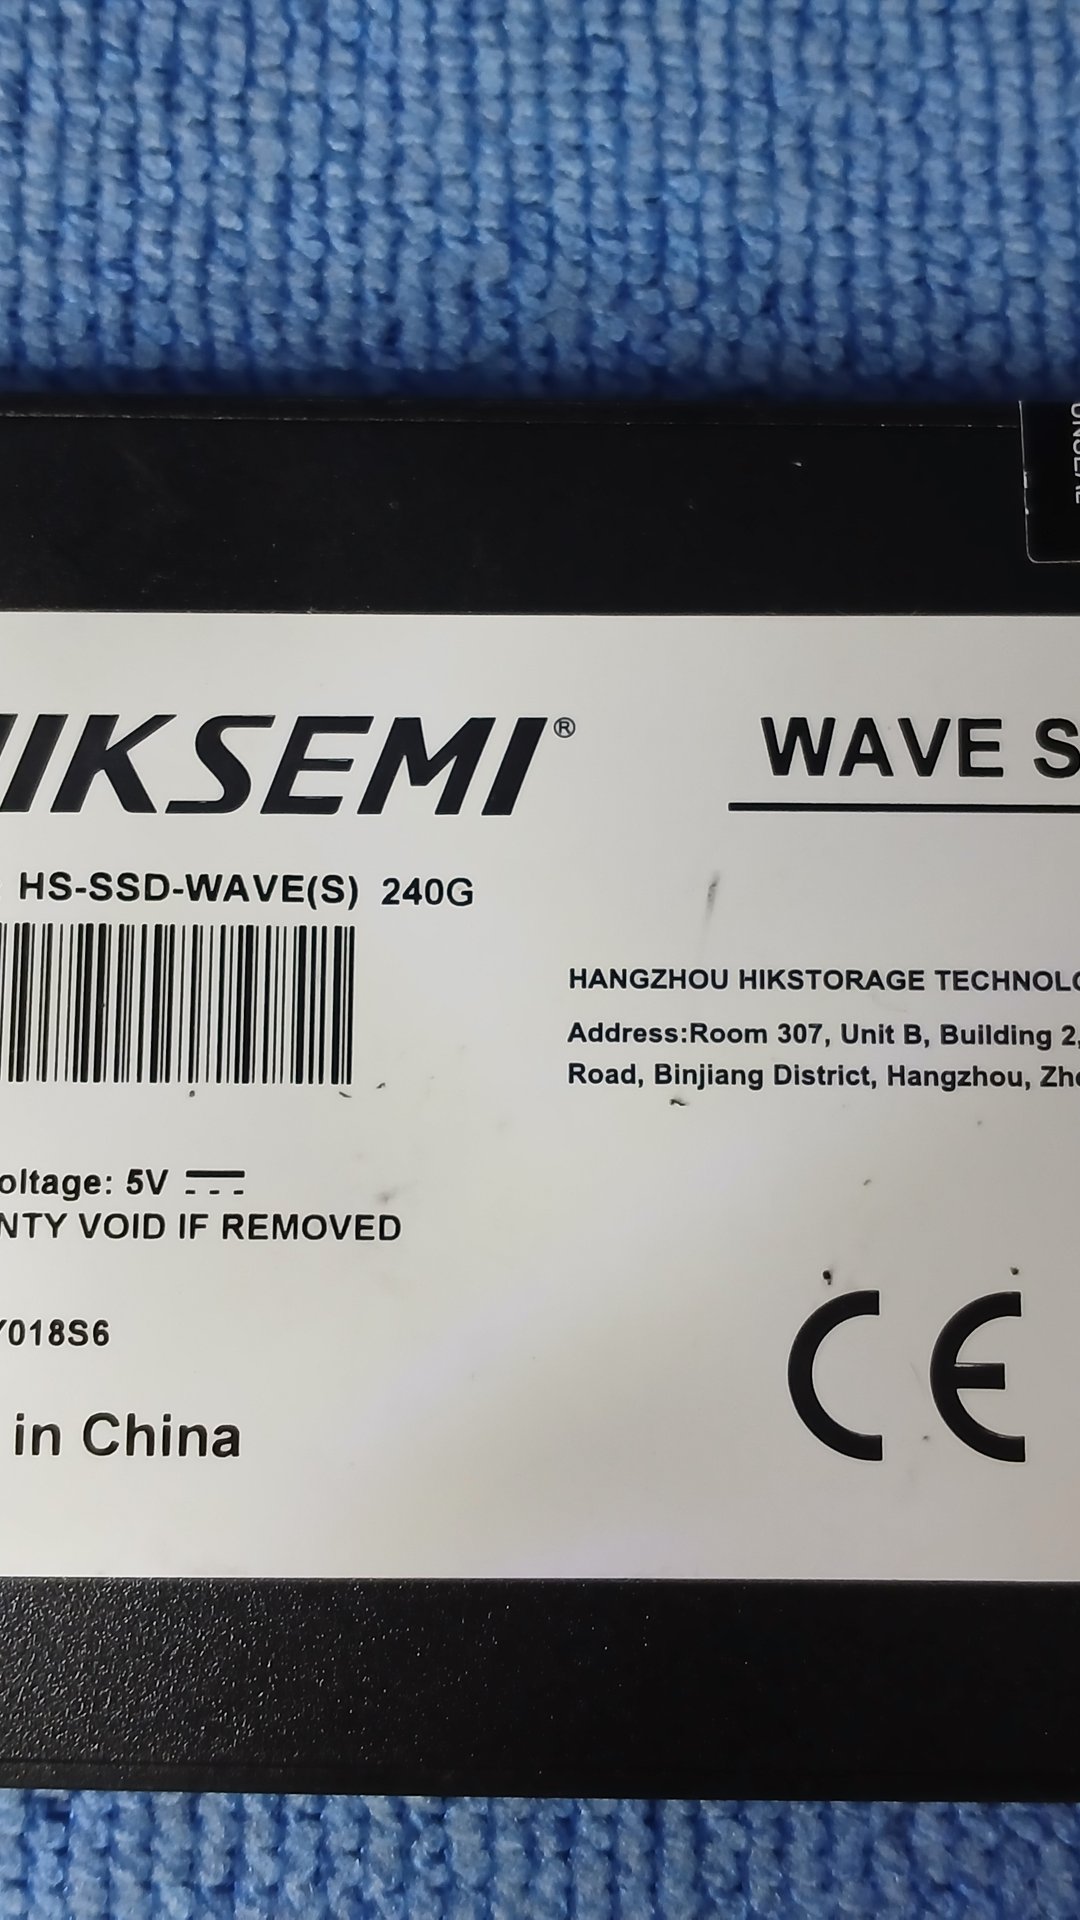 HIKSEMI®
WAVE S
HS-SSD-WAVE(S) 240G
HANGZHOU HIKSTORAGE TECHNOLO
Address:Room 307, Unit B, Building 2,
Road, Binjiang District, Hangzhou, Zhe
oltage: 5V
NTY VOID IF REMOVED
Y018S6
in China
CE